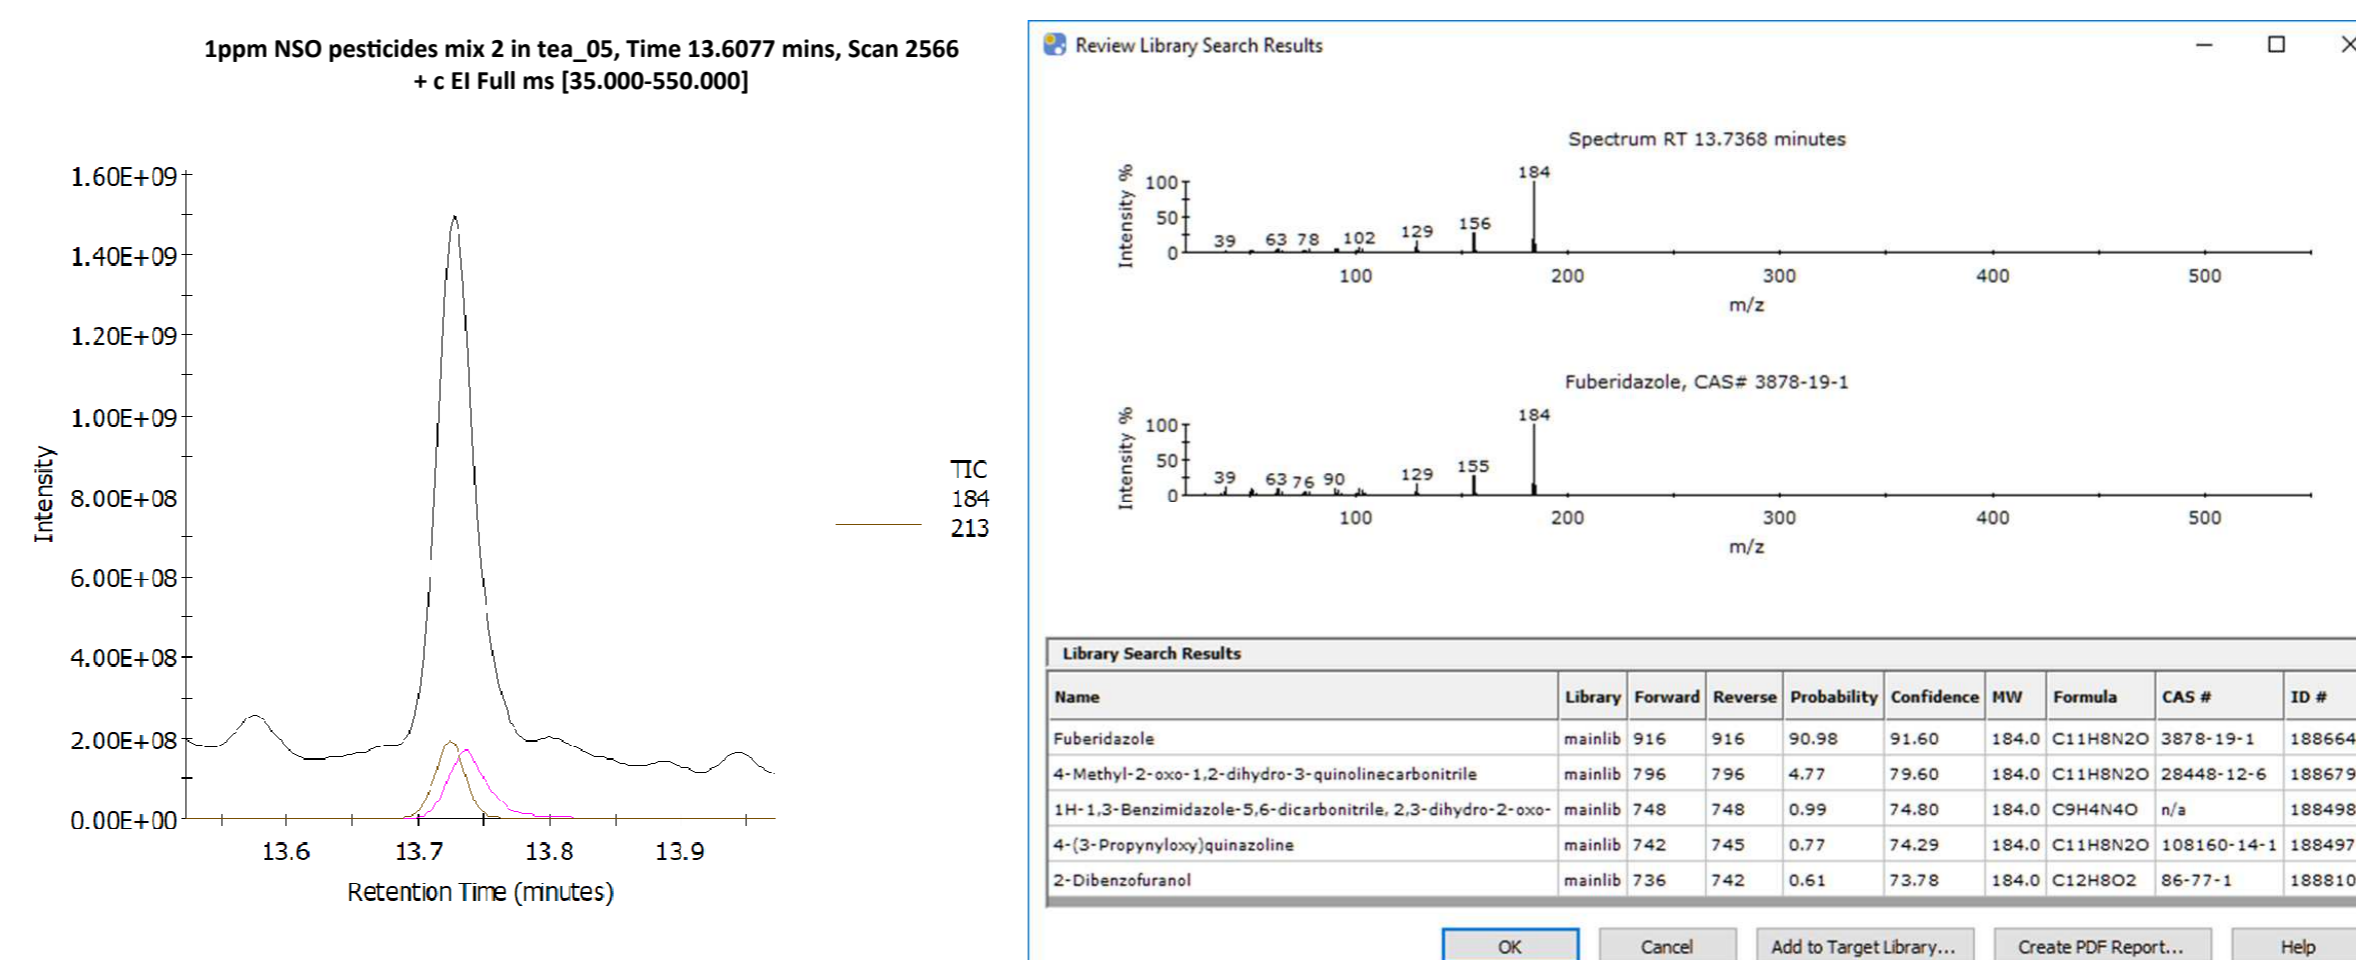 1ppm NSO pesticides mix 2 in tea_05, Time 13.6077 mins, Scan 2566
+ c EI Full ms [35.000-550.000]
1.60E+09
1.40E+09
1.20E+09
1.00E+09
8.00E+08
6.00E+08
4.00E+08
2.00E+08
0.00E+00
Intensity
13.6 13.7 13.8 13.9
Retention Time (minutes)
TIC
184
213
Review Library Search Results
Spectrum RT 13.7368 minutes
Intensity %
100
50
0
39 63 78 102 129 156 184
100 200 300 400 500
m/z
Fuberidazole, CAS# 3878-19-1
Intensity %
100
50
0
39 63 76 90 129 155 184
100 200 300 400 500
m/z
Library Search Results
Name Library Forward Reverse Probability Confidence MW Formula CAS # ID #
Fuberidazole mainlib 916 916 90.98 91.60 184.0 C11H8N2O 3878-19-1 188664
4-Methyl-2-oxo-1,2-dihydro-3-quinolinecarbonitrile mainlib 796 796 4.77 79.60 184.0 C11H8N2O 28448-12-6 188679
1H-1,3-Benzimidazole-5,6-dicarbonitrile, 2,3-dihydro-2-oxo- mainlib 748 748 0.99 74.80 184.0 C9H4N4O n/a 188498
4-(3-Propynyloxy)quinazoline mainlib 742 745 0.77 74.29 184.0 C11H8N2O 108160-14-1 188497
2-Dibenzofuranol mainlib 736 742 0.61 73.78 184.0 C12H8O2 86-77-1 188810
OK Cancel Add to Target Library... Create PDF Report... Help